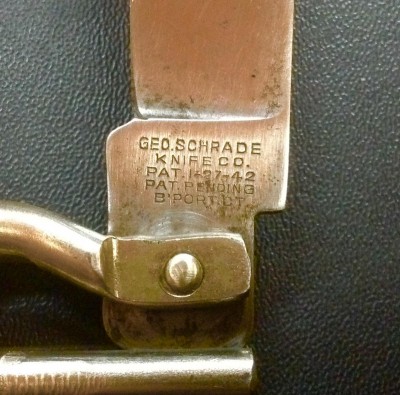 GEO.SCHRADE
KNIFE CO.
PAT. 1-27-42
PAT. PENDING
B'PORT.CT.